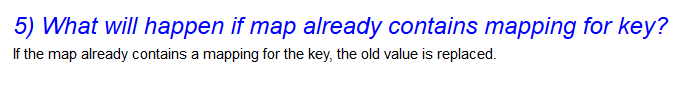 5) What will happen if map already contains mapping for key?
If the map already contains a mapping for the key, the old value is replaced.